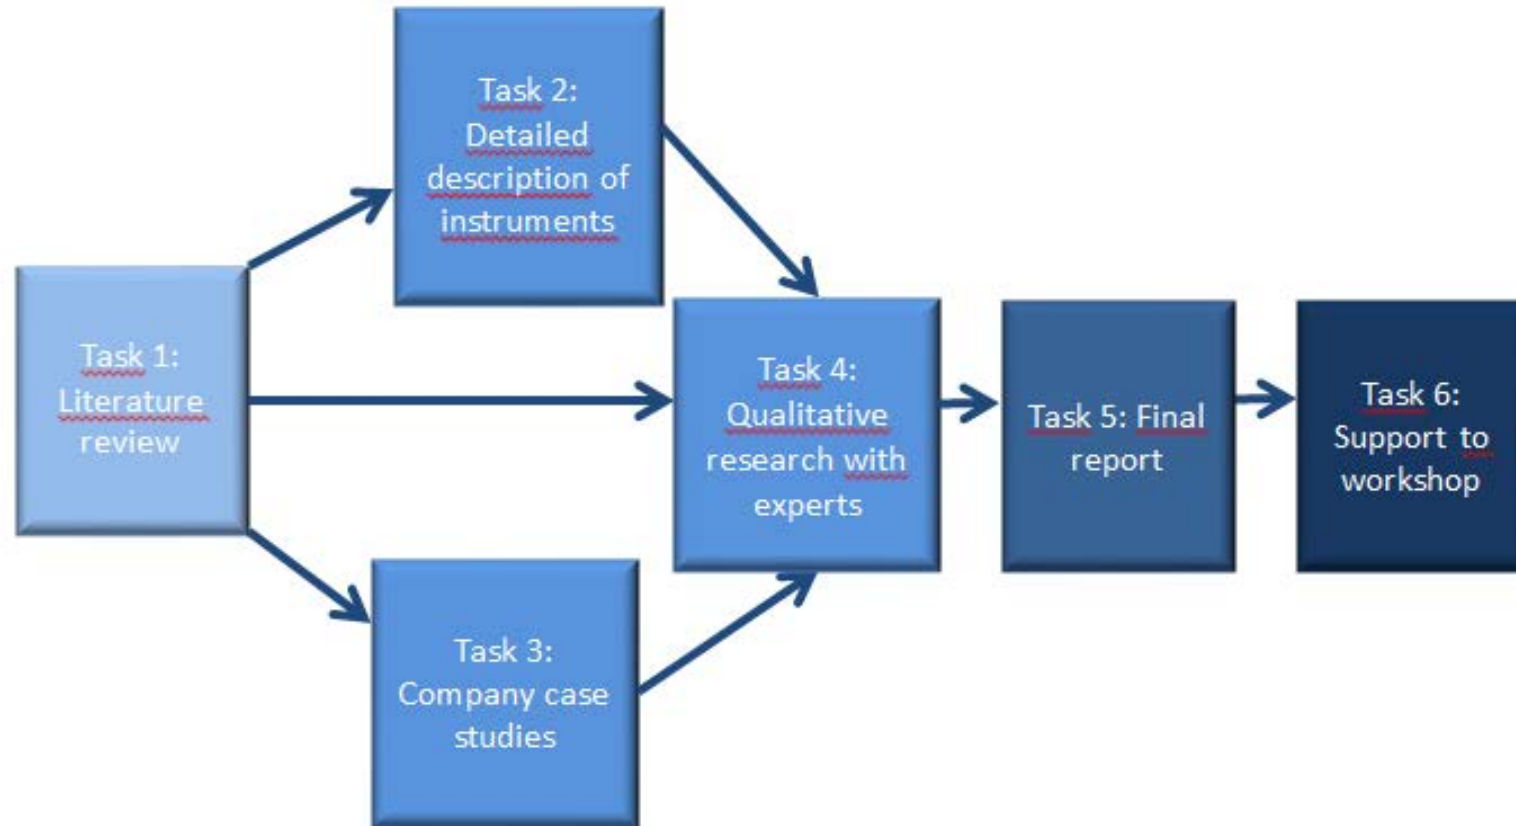 Task 1:
Literature
review
Task 2:
Detailed
description of
instruments
Task 3:
Company case
studies
Task 4:
Qualitative
research with
experts
Task 5: Final
report
Task 6:
Support to
workshop